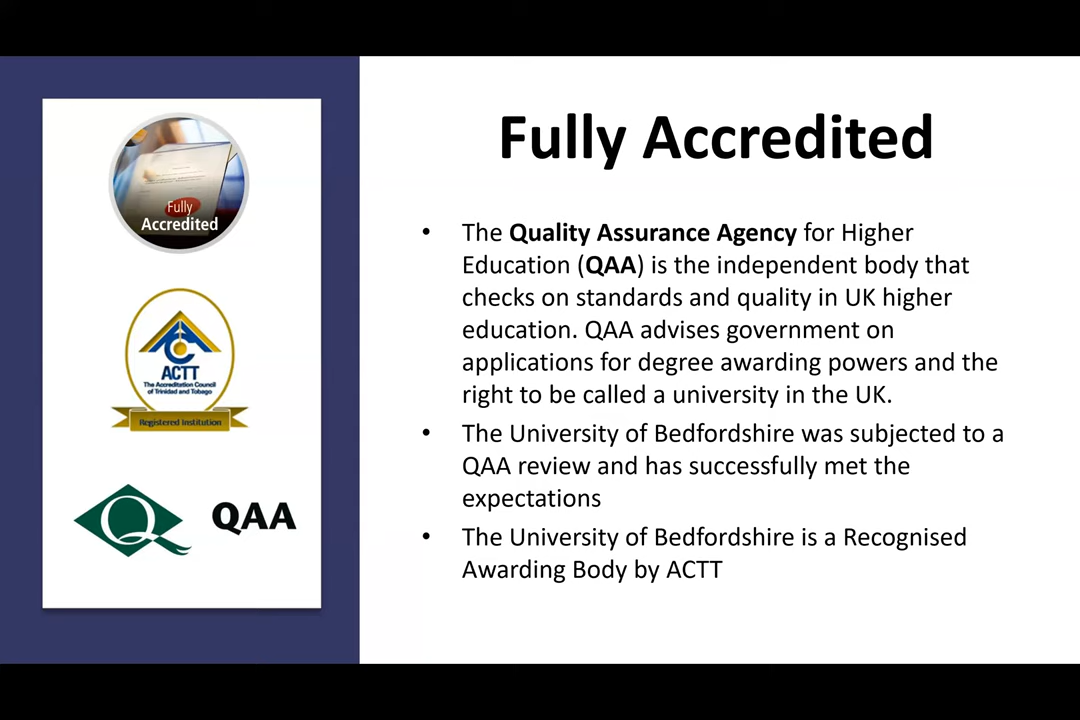 Fully
Accredited
ACTT
The Accreditation Council
of Trinidad and Tobago
Registered Institution
QAA
Fully Accredited
• The Quality Assurance Agency for Higher
Education (QAA) is the independent body that
checks on standards and quality in UK higher
education. QAA advises government on
applications for degree awarding powers and the
right to be called a university in the UK.
• The University of Bedfordshire was subjected to a
QAA review and has successfully met the
expectations
• The University of Bedfordshire is a Recognised
Awarding Body by ACTT